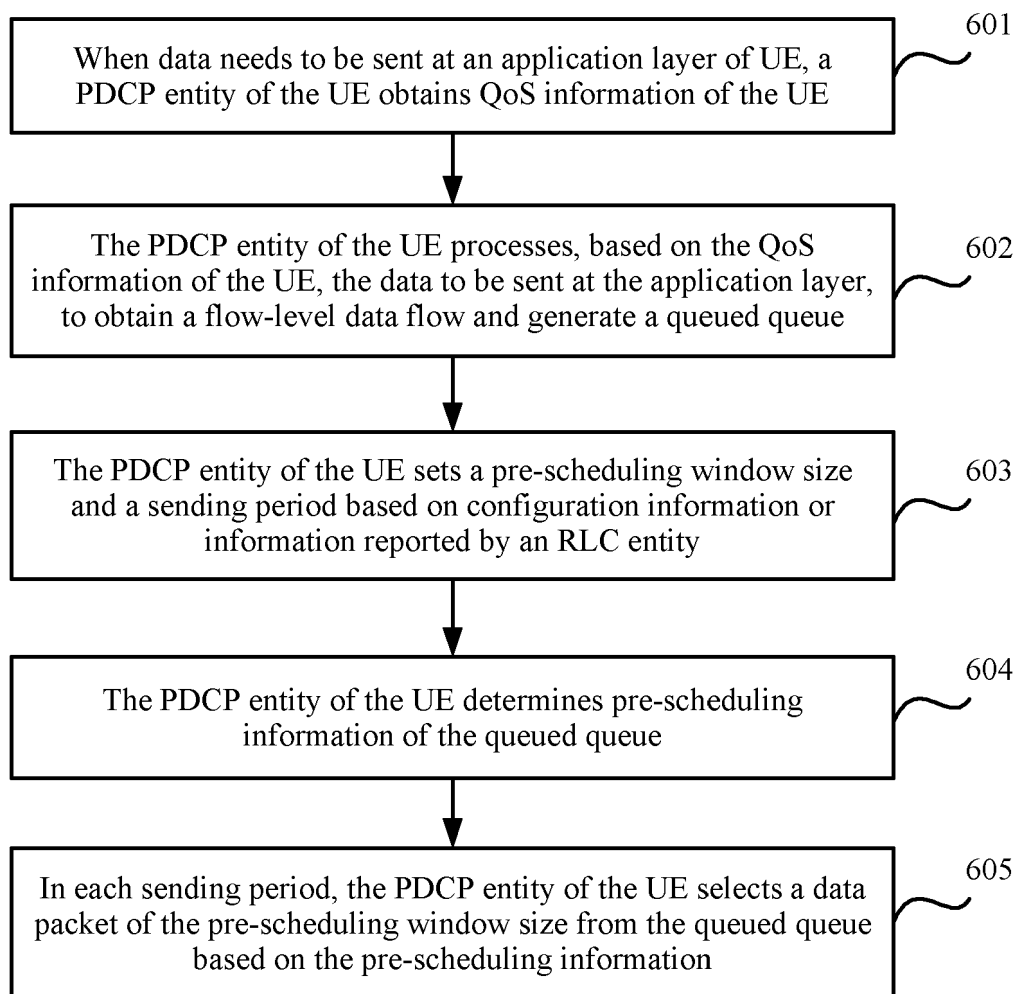 When data needs to be sent at an application layer of UE, a
PDCP entity of the UE obtains QoS information of the UE
601
The PDCP entity of the UE processes, based on the QoS
information of the UE, the data to be sent at the application layer,
to obtain a flow-level data flow and generate a queued queue
602
The PDCP entity of the UE sets a pre-scheduling window size
and a sending period based on configuration information or
information reported by an RLC entity
603
The PDCP entity of the UE determines pre-scheduling
information of the queued queue
604
In each sending period, the PDCP entity of the UE selects a data
packet of the pre-scheduling window size from the queued queue
based on the pre-scheduling information
605